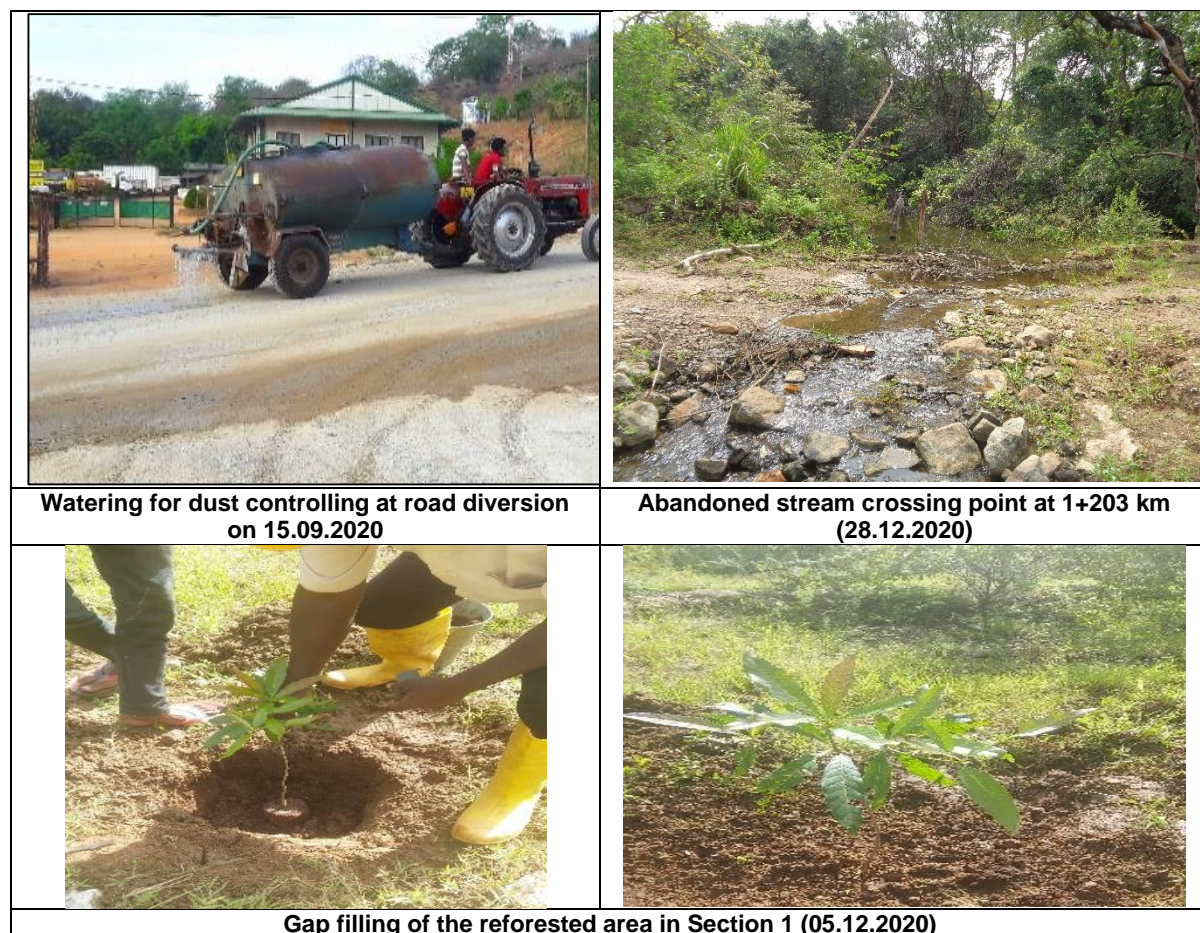 Watering for dust controlling at road diversion
on 15.09.2020
Abandoned stream crossing point at 1+203 km
(28.12.2020)
Gap filling of the reforested area in Section 1 (05.12.2020)